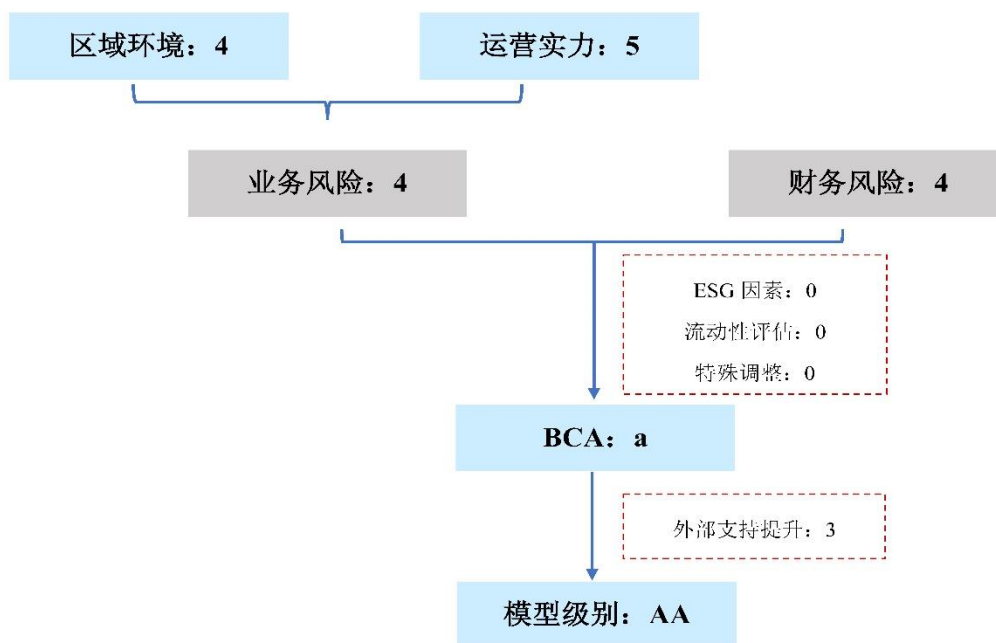 区域环境：4
运营实力：5
业务风险：4
财务风险：4
ESG 因素：0
流动性评估：0
特殊调整：0
BCA：a
外部支持提升：3
模型级别：AA